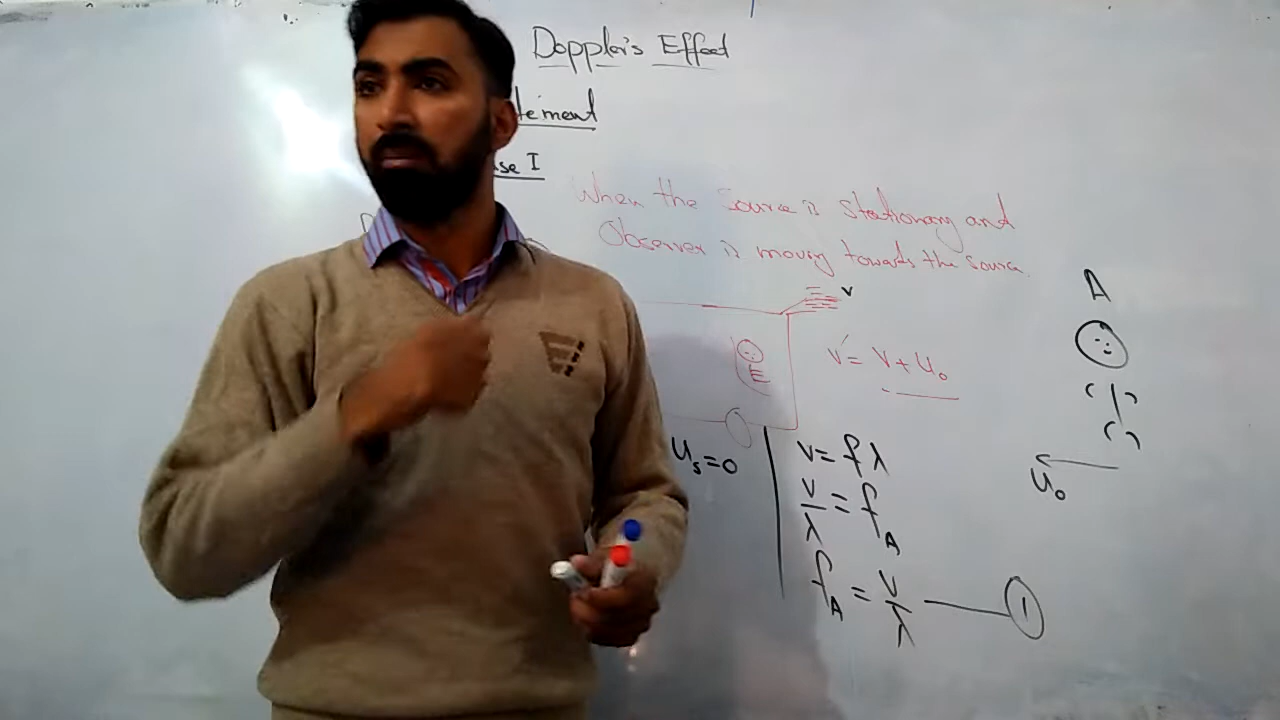 Doppler's Effect
tement
se I
When the Source is Stationary and
Observer is moving towards the source.
A
v
v' = v + u₀
uₛ = 0
v = fλ
u₀
v/λ = f_A
f_A = v/λ — 1